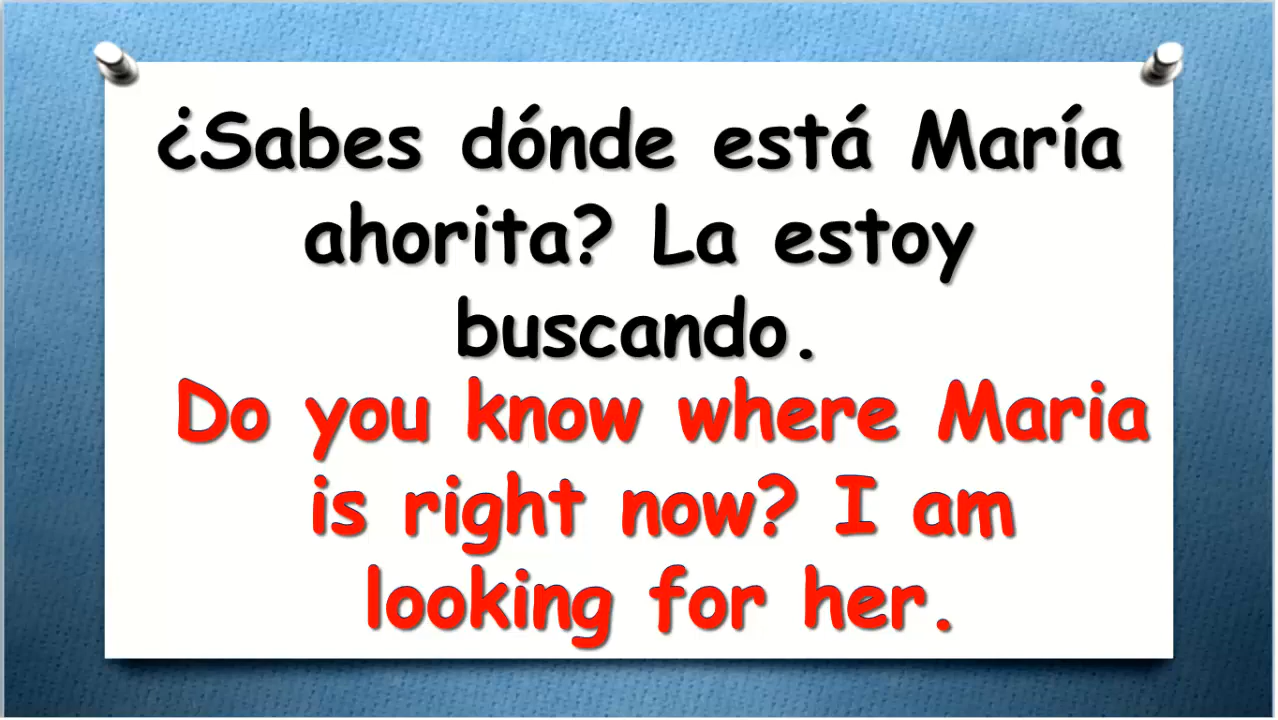 ¿Sabes dónde está María
ahorita? La estoy
buscando.
Do you know where Maria
is right now? I am
looking for her.